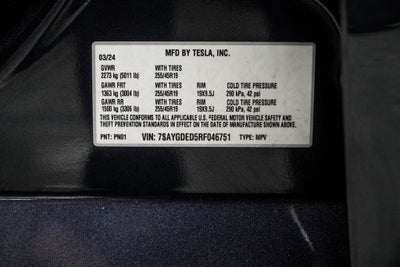 MFD BY TESLA, INC.
03/24
GVWR WITH TIRES
2273 kg (5011 lb) 255/45R19
GAWR FRT WITH TIRES RIM COLD TIRE PRESSURE
1363 kg (3004 lb) 255/45R19 19X9.5J 290 kPa, 42 psi
GAWR RR WITH TIRES RIM COLD TIRE PRESSURE
1500 kg (3306 lb) 255/45R19 19X9.5J 290 kPa, 42 psi
THIS VEHICLE CONFORMS TO ALL APPLICABLE U.S. FEDERAL MOTOR VEHICLE SAFETY AND
THEFT PREVENTION STANDARDS IN EFFECT ON THE DATE OF MANUFACTURE SHOWN ABOVE.
PNT: PN01 VIN: 7SAYGDED5RF046751 TYPE: MPV